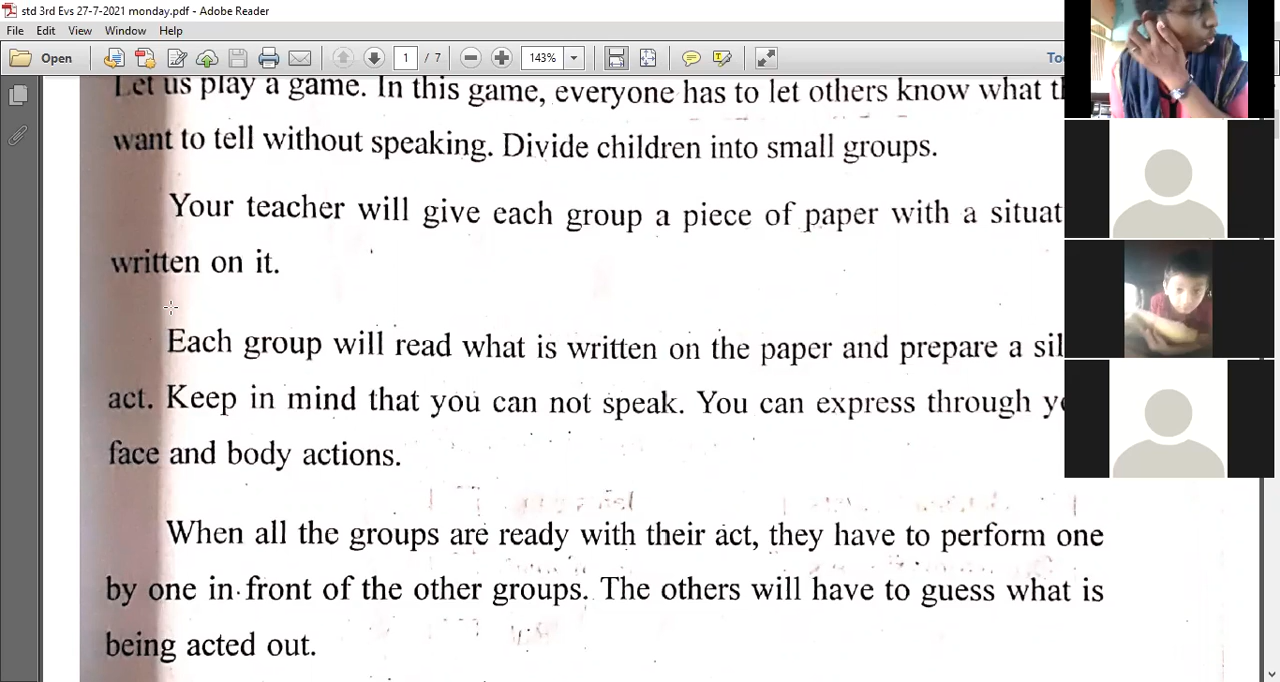 std 3rd Evs 27-7-2021 monday.pdf - Adobe Reader
File Edit View Window Help
Open 1 / 7 143% To
Let us play a game. In this game, everyone has to let others know what
want to tell without speaking. Divide children into small groups.
Your teacher will give each group a piece of paper with a situat
written on it.
Each group will read what is written on the paper and prepare a sil
act. Keep in mind that you can not speak. You can express through
face and body actions.
When all the groups are ready with their act, they have to perform one
by one in front of the other groups. The others will have to guess what is
being acted out.